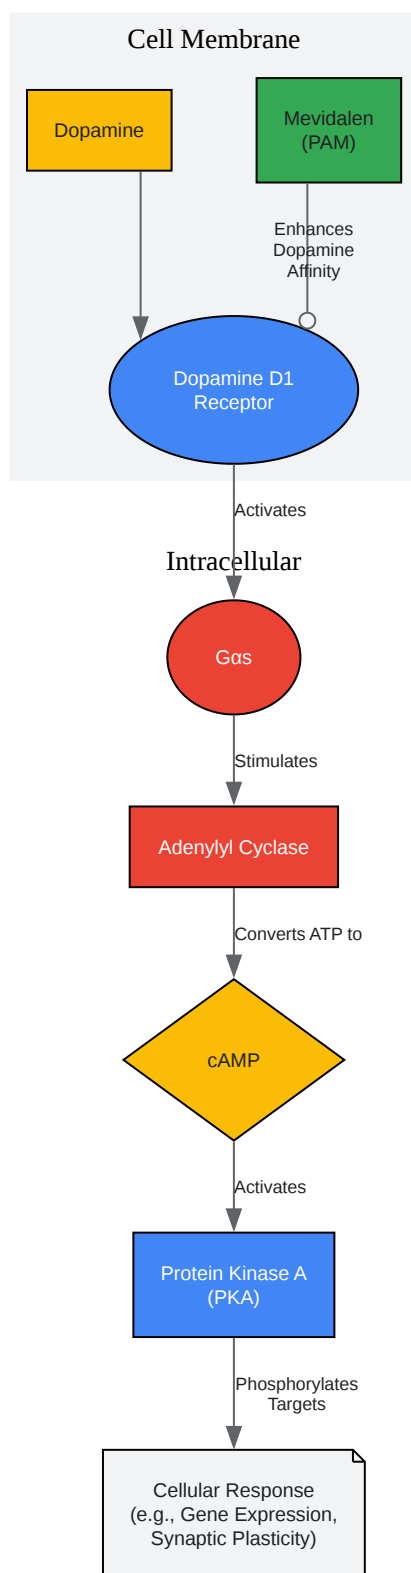 Cell Membrane
Dopamine
Mevidalen
(PAM)
Enhances
Dopamine
Affinity
Dopamine D1
Receptor
Activates
Intracellular
Gαs
Stimulates
Adenylyl Cyclase
Converts ATP to
cAMP
Activates
Protein Kinase A
(PKA)
Phosphorylates
Targets
Cellular Response
(e.g., Gene Expression,
Synaptic Plasticity)